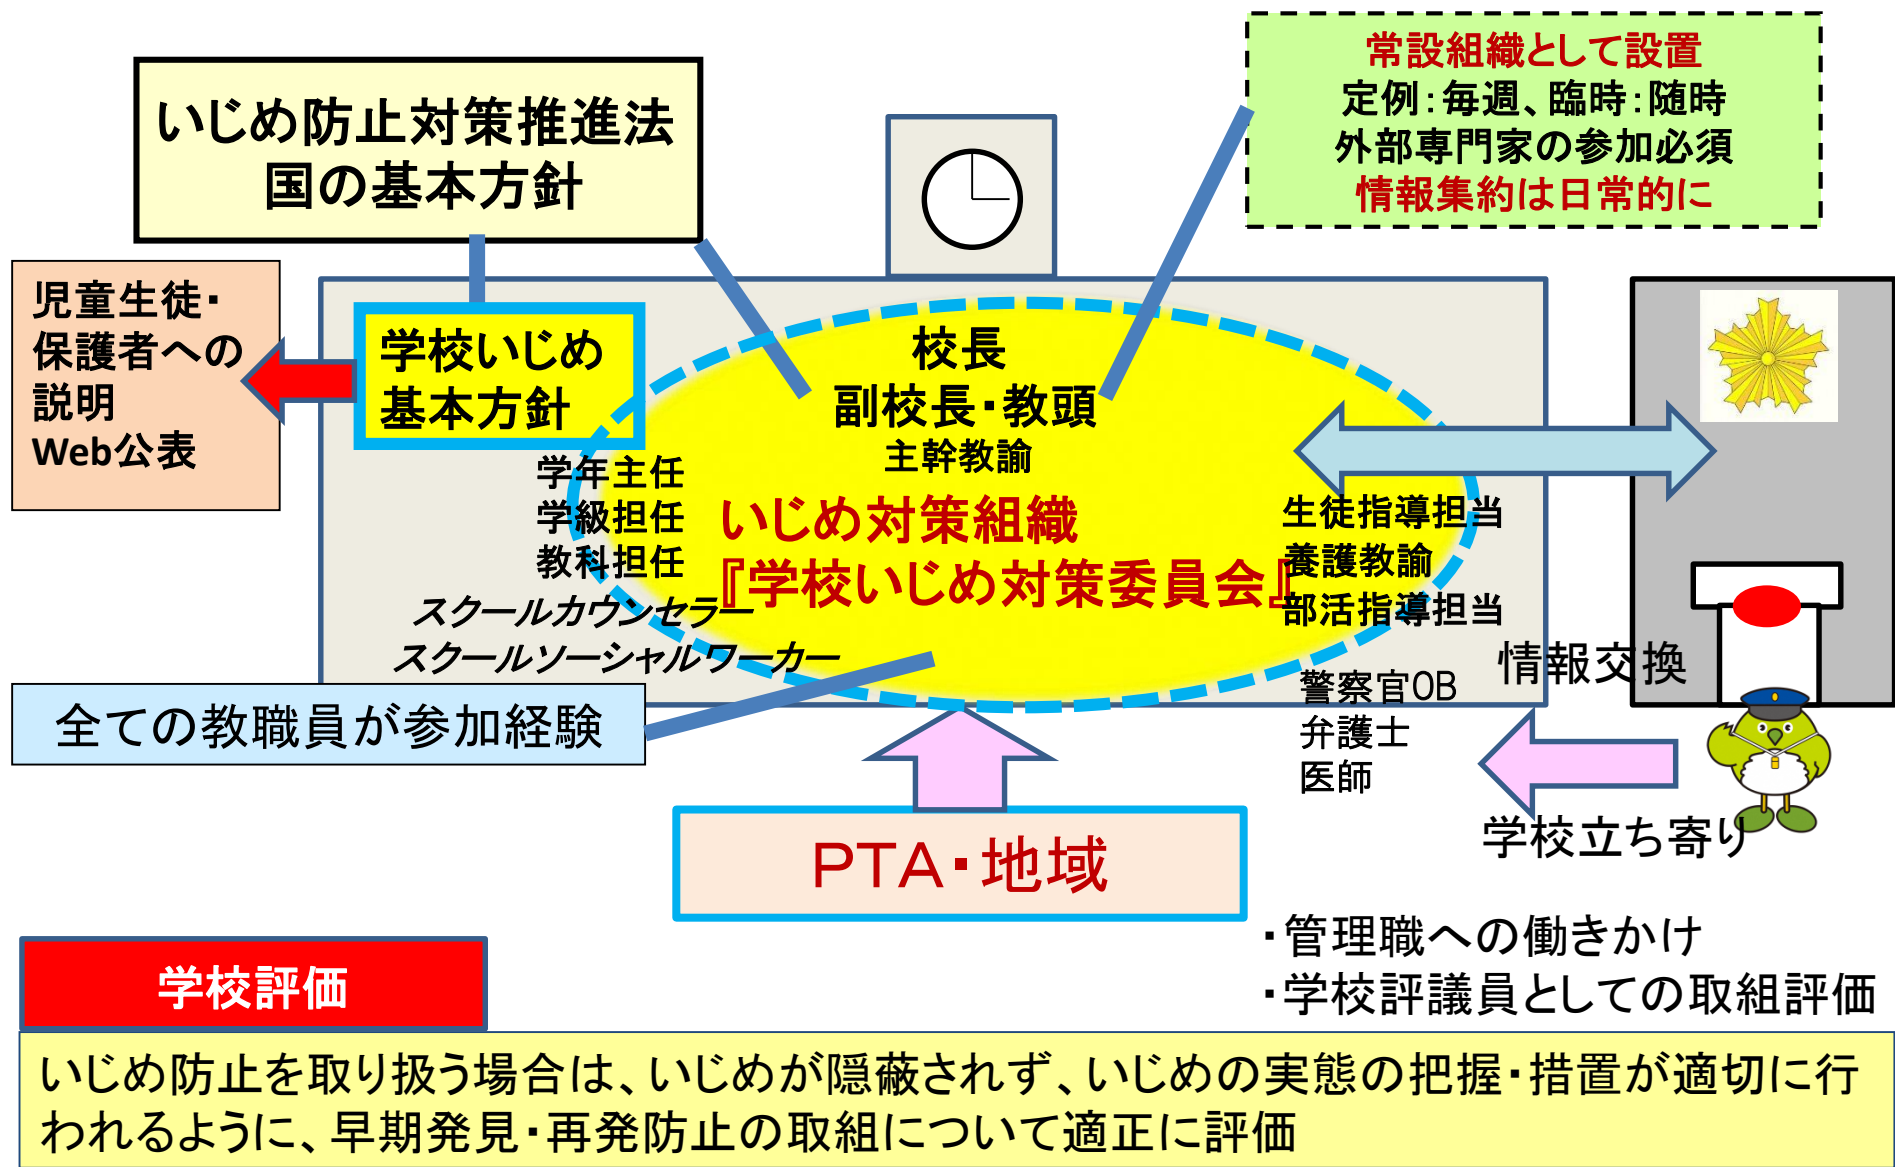 常設組織として設置
定例：毎週、臨時：随時
外部専門家の参加必須
情報集約は日常的に
いじめ防止対策推進法
国の基本方針
児童生徒・
保護者への
説明
Web公表
学校いじめ
基本方針
校長
副校長・教頭
主幹教諭
学年主任
学級担任
教科担任
いじめ対策組織
『学校いじめ対策委員会』
生徒指導担当
養護教諭
部活指導担当
スクールカウンセラー
スクールソーシャルワーカー
警察官OB
弁護士
医師
情報交換
全ての教職員が参加経験
学校立ち寄り
PTA・地域
・管理職への働きかけ
・学校評議員としての取組評価
学校評価
いじめ防止を取り扱う場合は、いじめが隠蔽されず、いじめの実態の把握・措置が適切に行
われるように、早期発見・再発防止の取組について適正に評価